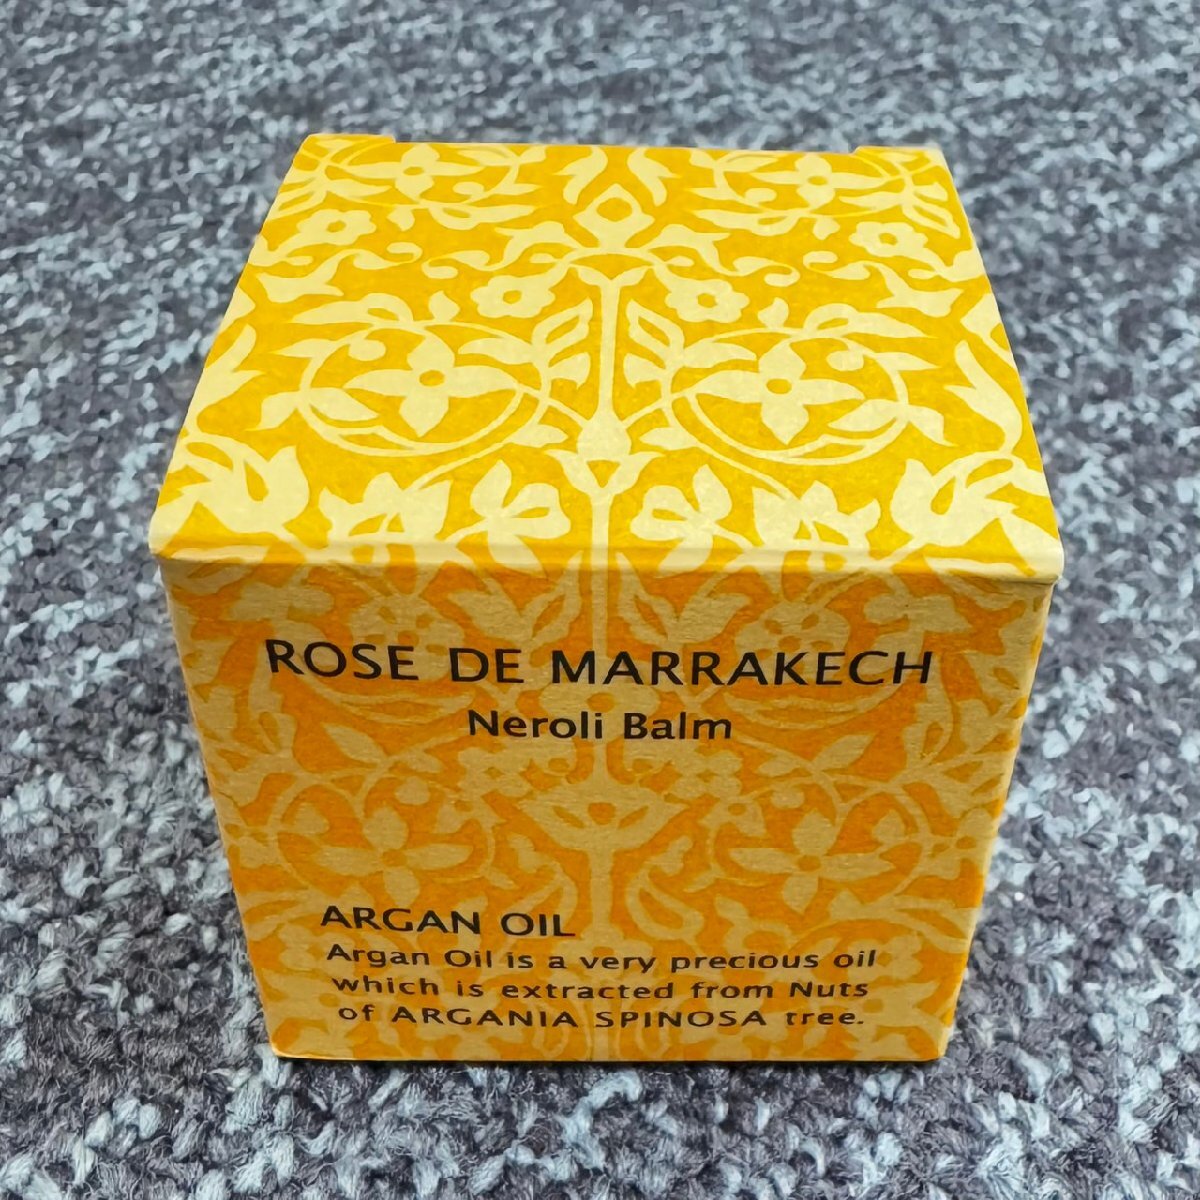 ROSE DE MARRAKECH
Neroli Balm
ARGAN OIL
Argan Oil is a very precious oil
which is extracted from Nuts
of ARGANIA SPINOSA tree.